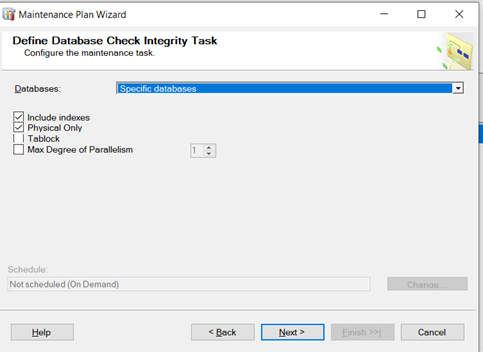 Maintenance Plan Wizard
Define Database Check Integrity Task
Configure the maintenance task.
Databases: Specific databases
Include indexes
Physical Only
Tablock
Max Degree of Parallelism 1
Schedule:
Not scheduled (On Demand) Change...
Help < Back Next > Finish >>| Cancel